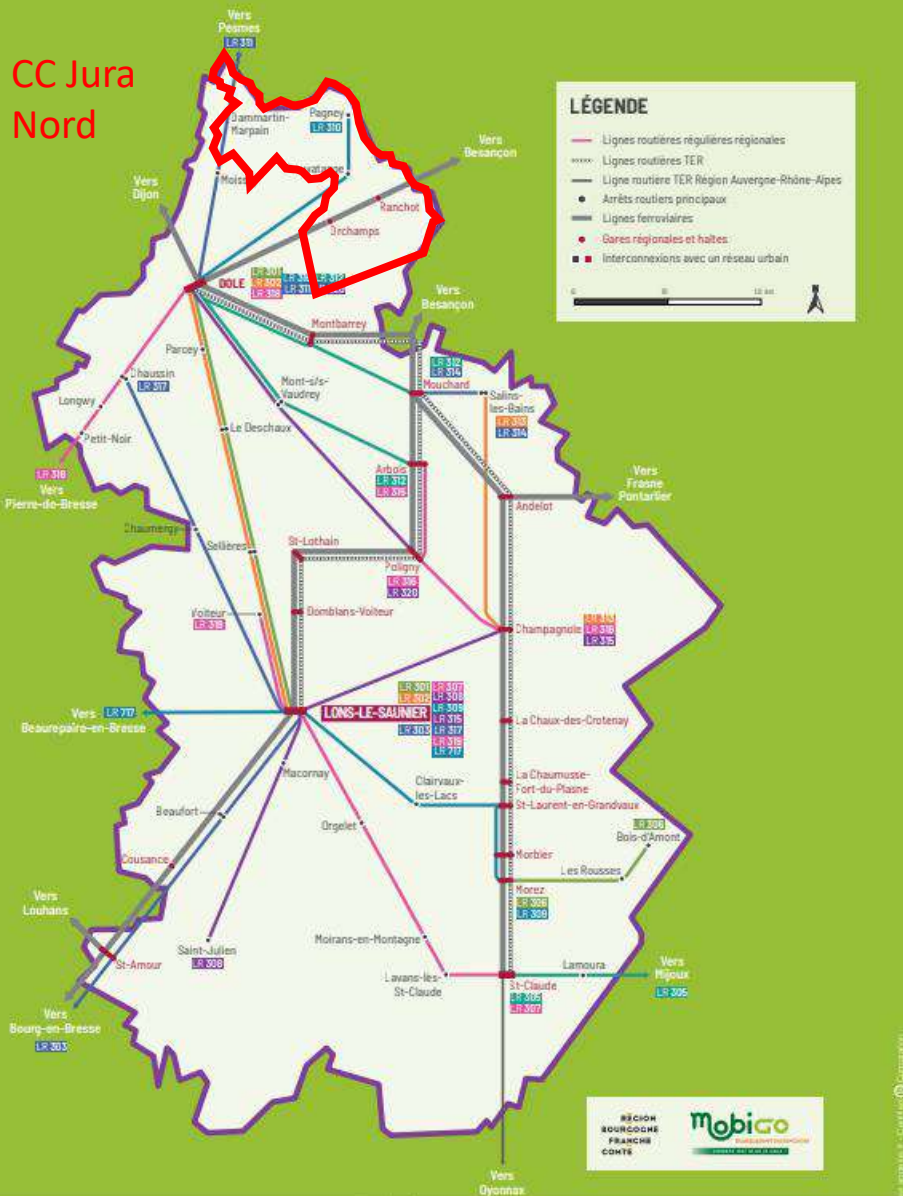 CC Jura
Nord
Vers
Pesmes
LR 311
Dammartin-
Marpain
Pagney
LR 310
Vers
Besançon
Vers
Dijon
Ranchot
Orchamps
DOLE
LR 301
LR 302
LR 318
Vers
Besançon
Montbarrey
LR 312
LR 314
Mouchard
Parcey
Chaussin
LR 317
Mont-s/s-
Vaudrey
Salins-
les-Bains
LR 313
LR 314
Longwy
Petit-Noir
Le Deschaux
LR 318
Vers
Pierre-de-Bresse
Arbois
LR 312
LR 315
Vers
Frasne
Pontarlier
Andelot
Chaumergy
Sellières
St-Lothain
Poligny
LR 316
LR 320
Voiteur
LR 319
Domblans-Voiteur
Champagnole
LR 313
LR 316
LR 315
Vers
Beaurepaire-en-Bresse
LR 717
LONS-LE-SAUNIER
LR 301
LR 302
LR 303
LR 307
LR 308
LR 309
LR 315
LR 317
LR 319
LR 717
La Chaux-des-Crotenay
Macornay
Clairvaux-
les-Lacs
La Chaumusse-
Fort-du-Plasne
St-Laurent-en-Grandvaux
Beaufort
Orgelet
LR 306
Bois-d'Amont
Cousance
Morbier
Les Rousses
Morez
LR 306
LR 309
Vers
Louhans
Saint-Julien
LR 308
Moirans-en-Montagne
St-Amour
Lavans-lès-
St-Claude
St-Claude
LR 305
LR 307
Lamoura
Vers
Mijoux
LR 305
Vers
Bourg-en-Bresse
LR 303
Vers
Oyonnax
LÉGENDE
Lignes routières régulières régionales
Lignes routières TER
Ligne routière TER Région Auvergne-Rhône-Alpes
Arrêts routiers principaux
Lignes ferroviaires
Gares régionales et haltes
Interconnexions avec un réseau urbain
RÉGION
BOURGOGNE
FRANCHE
COMTÉ
mobiGO